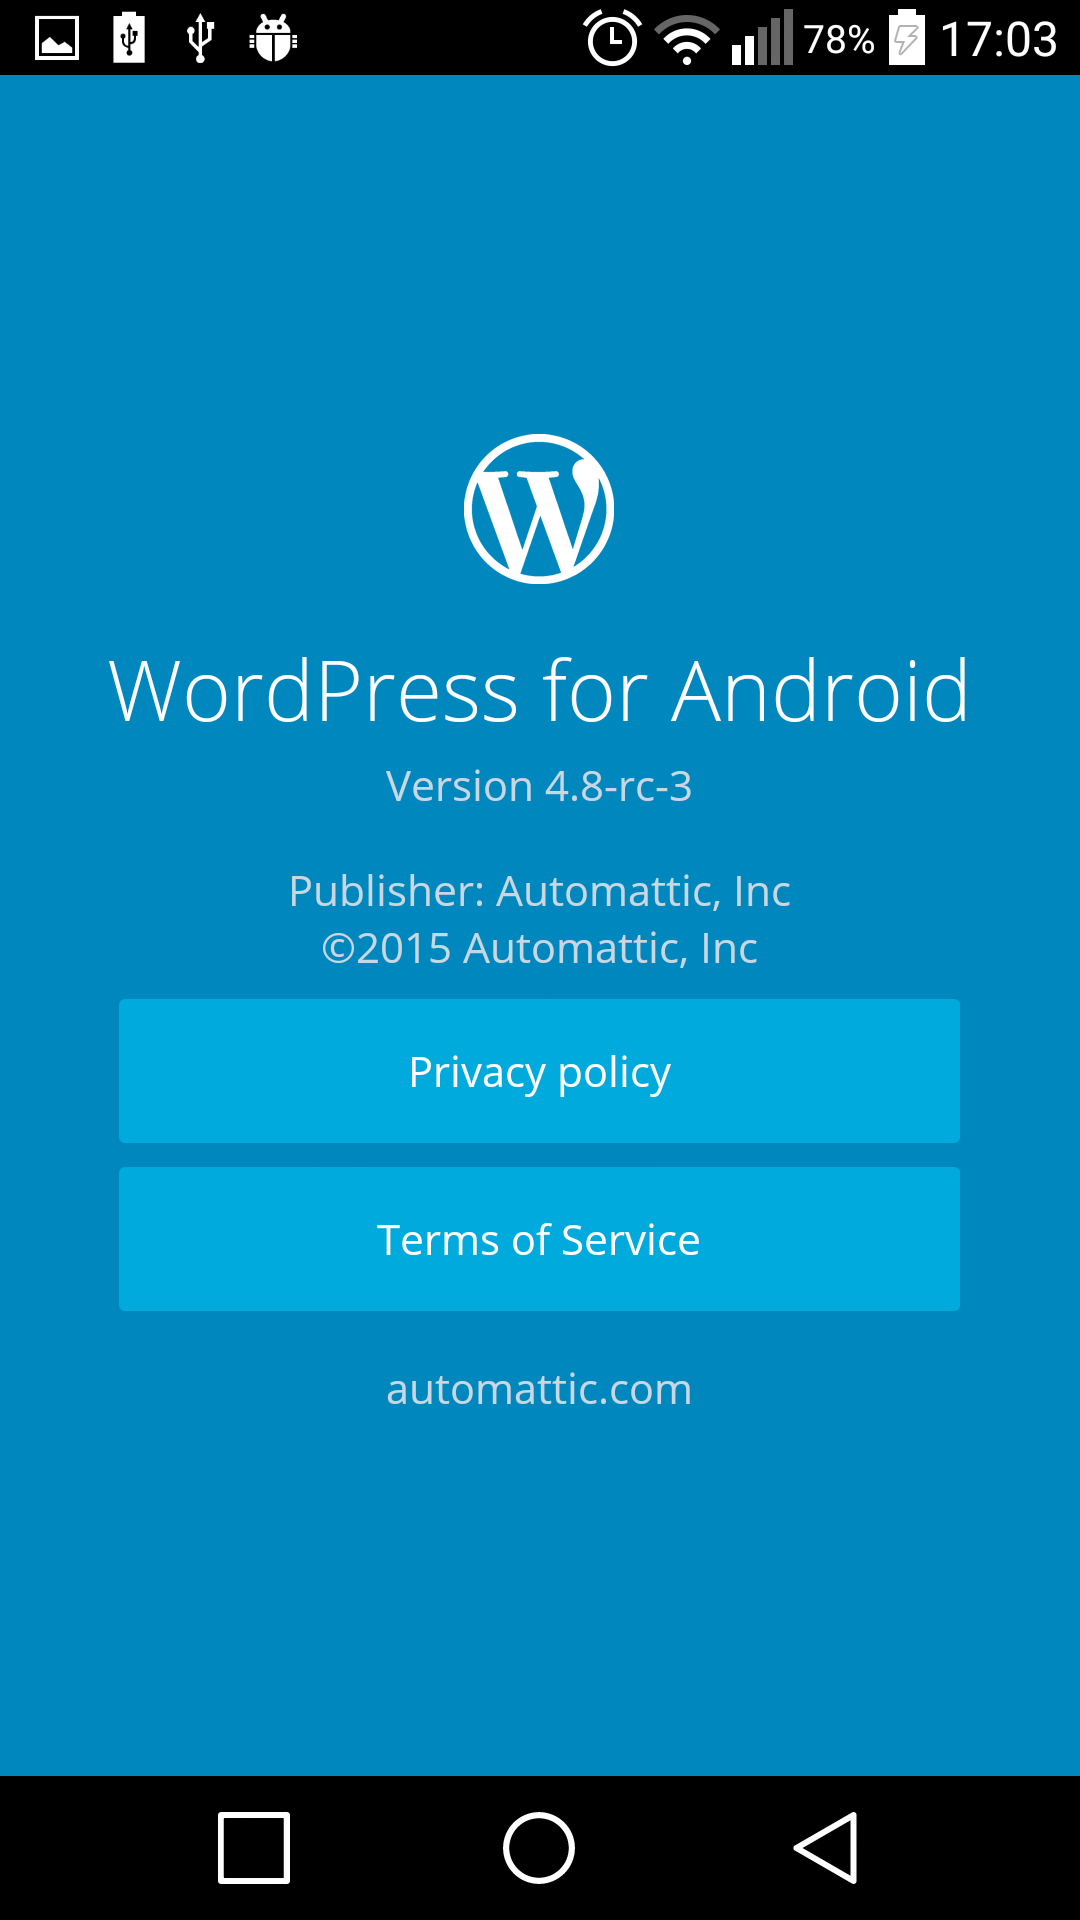 78% 17:03
WordPress for Android
Version 4.8-rc-3
Publisher: Automattic, Inc
©2015 Automattic, Inc
Privacy policy
Terms of Service
automattic.com